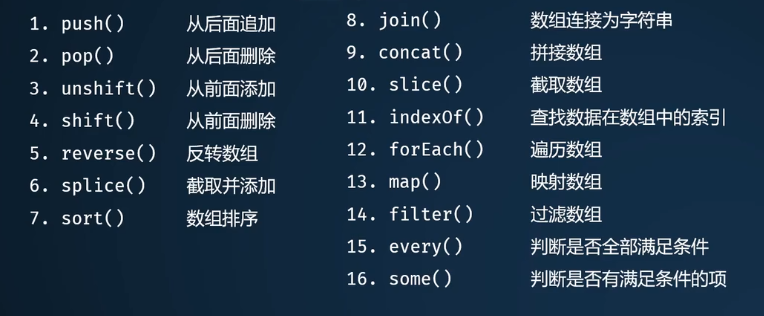 1. push() 从后面追加
2. pop() 从后面删除
3. unshift() 从前面添加
4. shift() 从前面删除
5. reverse() 反转数组
6. splice() 截取并添加
7. sort() 数组排序
8. join() 数组连接为字符串
9. concat() 拼接数组
10. slice() 截取数组
11. indexOf() 查找数据在数组中的索引
12. forEach() 遍历数组
13. map() 映射数组
14. filter() 过滤数组
15. every() 判断是否全部满足条件
16. some() 判断是否有满足条件的项